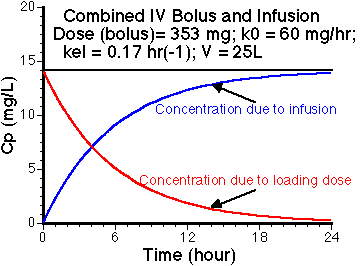 Combined IV Bolus and Infusion
Dose (bolus)= 353 mg; k0 = 60 mg/hr;
kel = 0.17 hr(-1); V = 25L
20
15
10
5
0
Cp (mg/L)
Concentration due to infusion
Concentration due to loading dose
0 6 12 18 24
Time (hour)